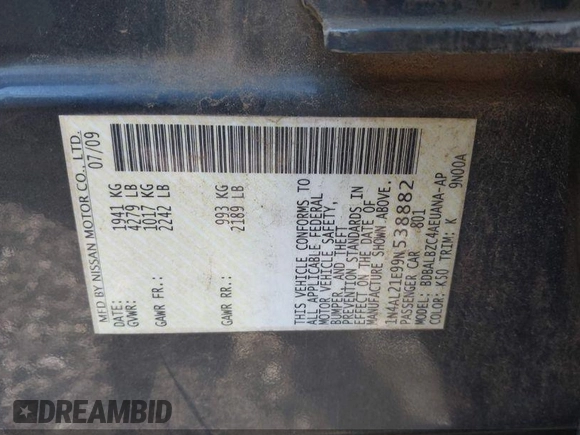 MFD BY NISSAN MOTOR CO., LTD.
DATE: 07/09
GVWR: 1941 KG
4279 LB
GAWR FR: 1017 KG
2242 LB
GAWR RR: 993 KG
2189 LB
THIS VEHICLE CONFORMS TO
ALL APPLICABLE FEDERAL
MOTOR VEHICLE SAFETY,
BUMPER, AND THEFT
PREVENTION STANDARDS IN
EFFECT ON THE DATE OF
MANUFACTURE SHOWN ABOVE.
1N4AL21E99N538882
PASSENGER CAR 801
MODEL: BDBALBZC4AEUANA-AP
COLOR: K50 TRIM: K 9N00A
DREAMBID